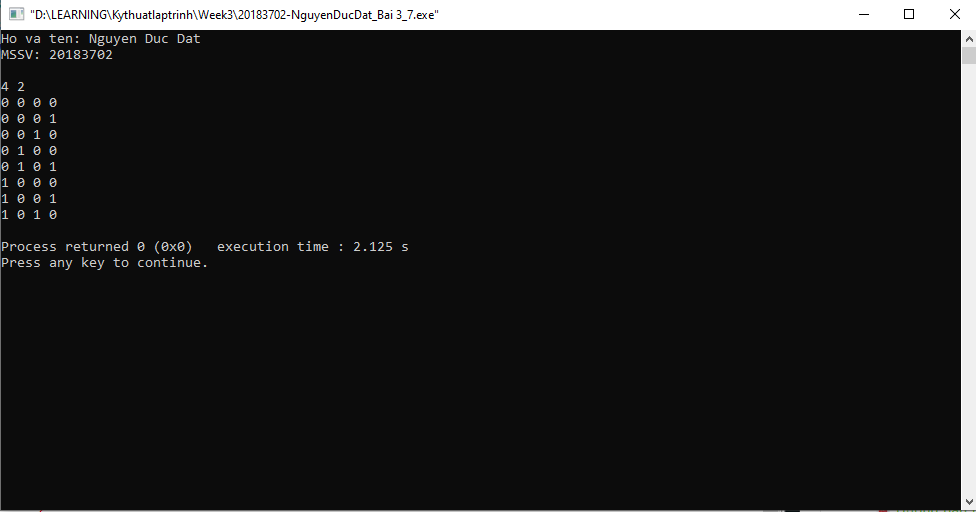 "D:\LEARNING\Kythuatlaptrinh\Week3\20183702-NguyenDucDat_Bai 3_7.exe"
Ho va ten: Nguyen Duc Dat
MSSV: 20183702
4 2
0 0 0 0
0 0 0 1
0 0 1 0
0 1 0 0
0 1 0 1
1 0 0 0
1 0 0 1
1 0 1 0
Process returned 0 (0x0)   execution time : 2.125 s
Press any key to continue.